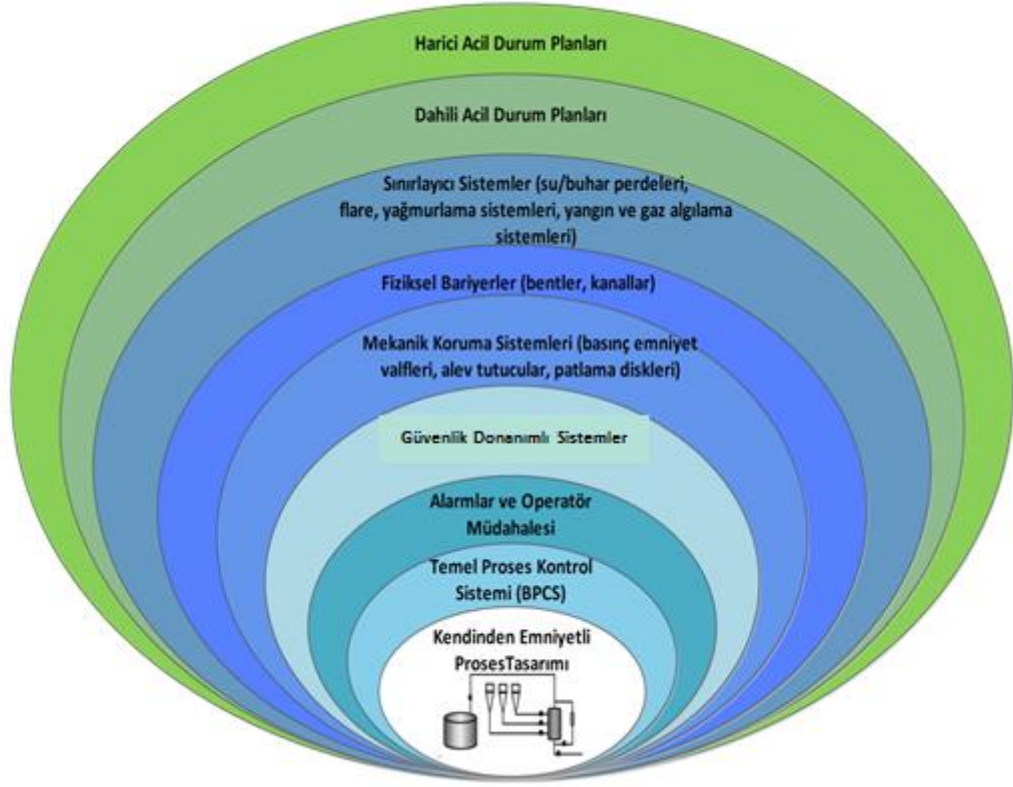 Harici Acil Durum Planları
Dahili Acil Durum Planları
Sınırlayıcı Sistemler (su/buhar perdeleri,
flare, yağmurlama sistemleri, yangın ve gaz algılama
sistemleri)
Fiziksel Bariyerler (bentler, kanallar)
Mekanik Koruma Sistemleri (basınç emniyet
valfleri, alev tutucular, patlama diskleri)
Güvenlik Donanımlı Sistemler
Alarmlar ve Operatör
Müdahalesi
Temel Proses Kontrol
Sistemi (BPCS)
Kendinden Emniyetli
ProsesTasarımı